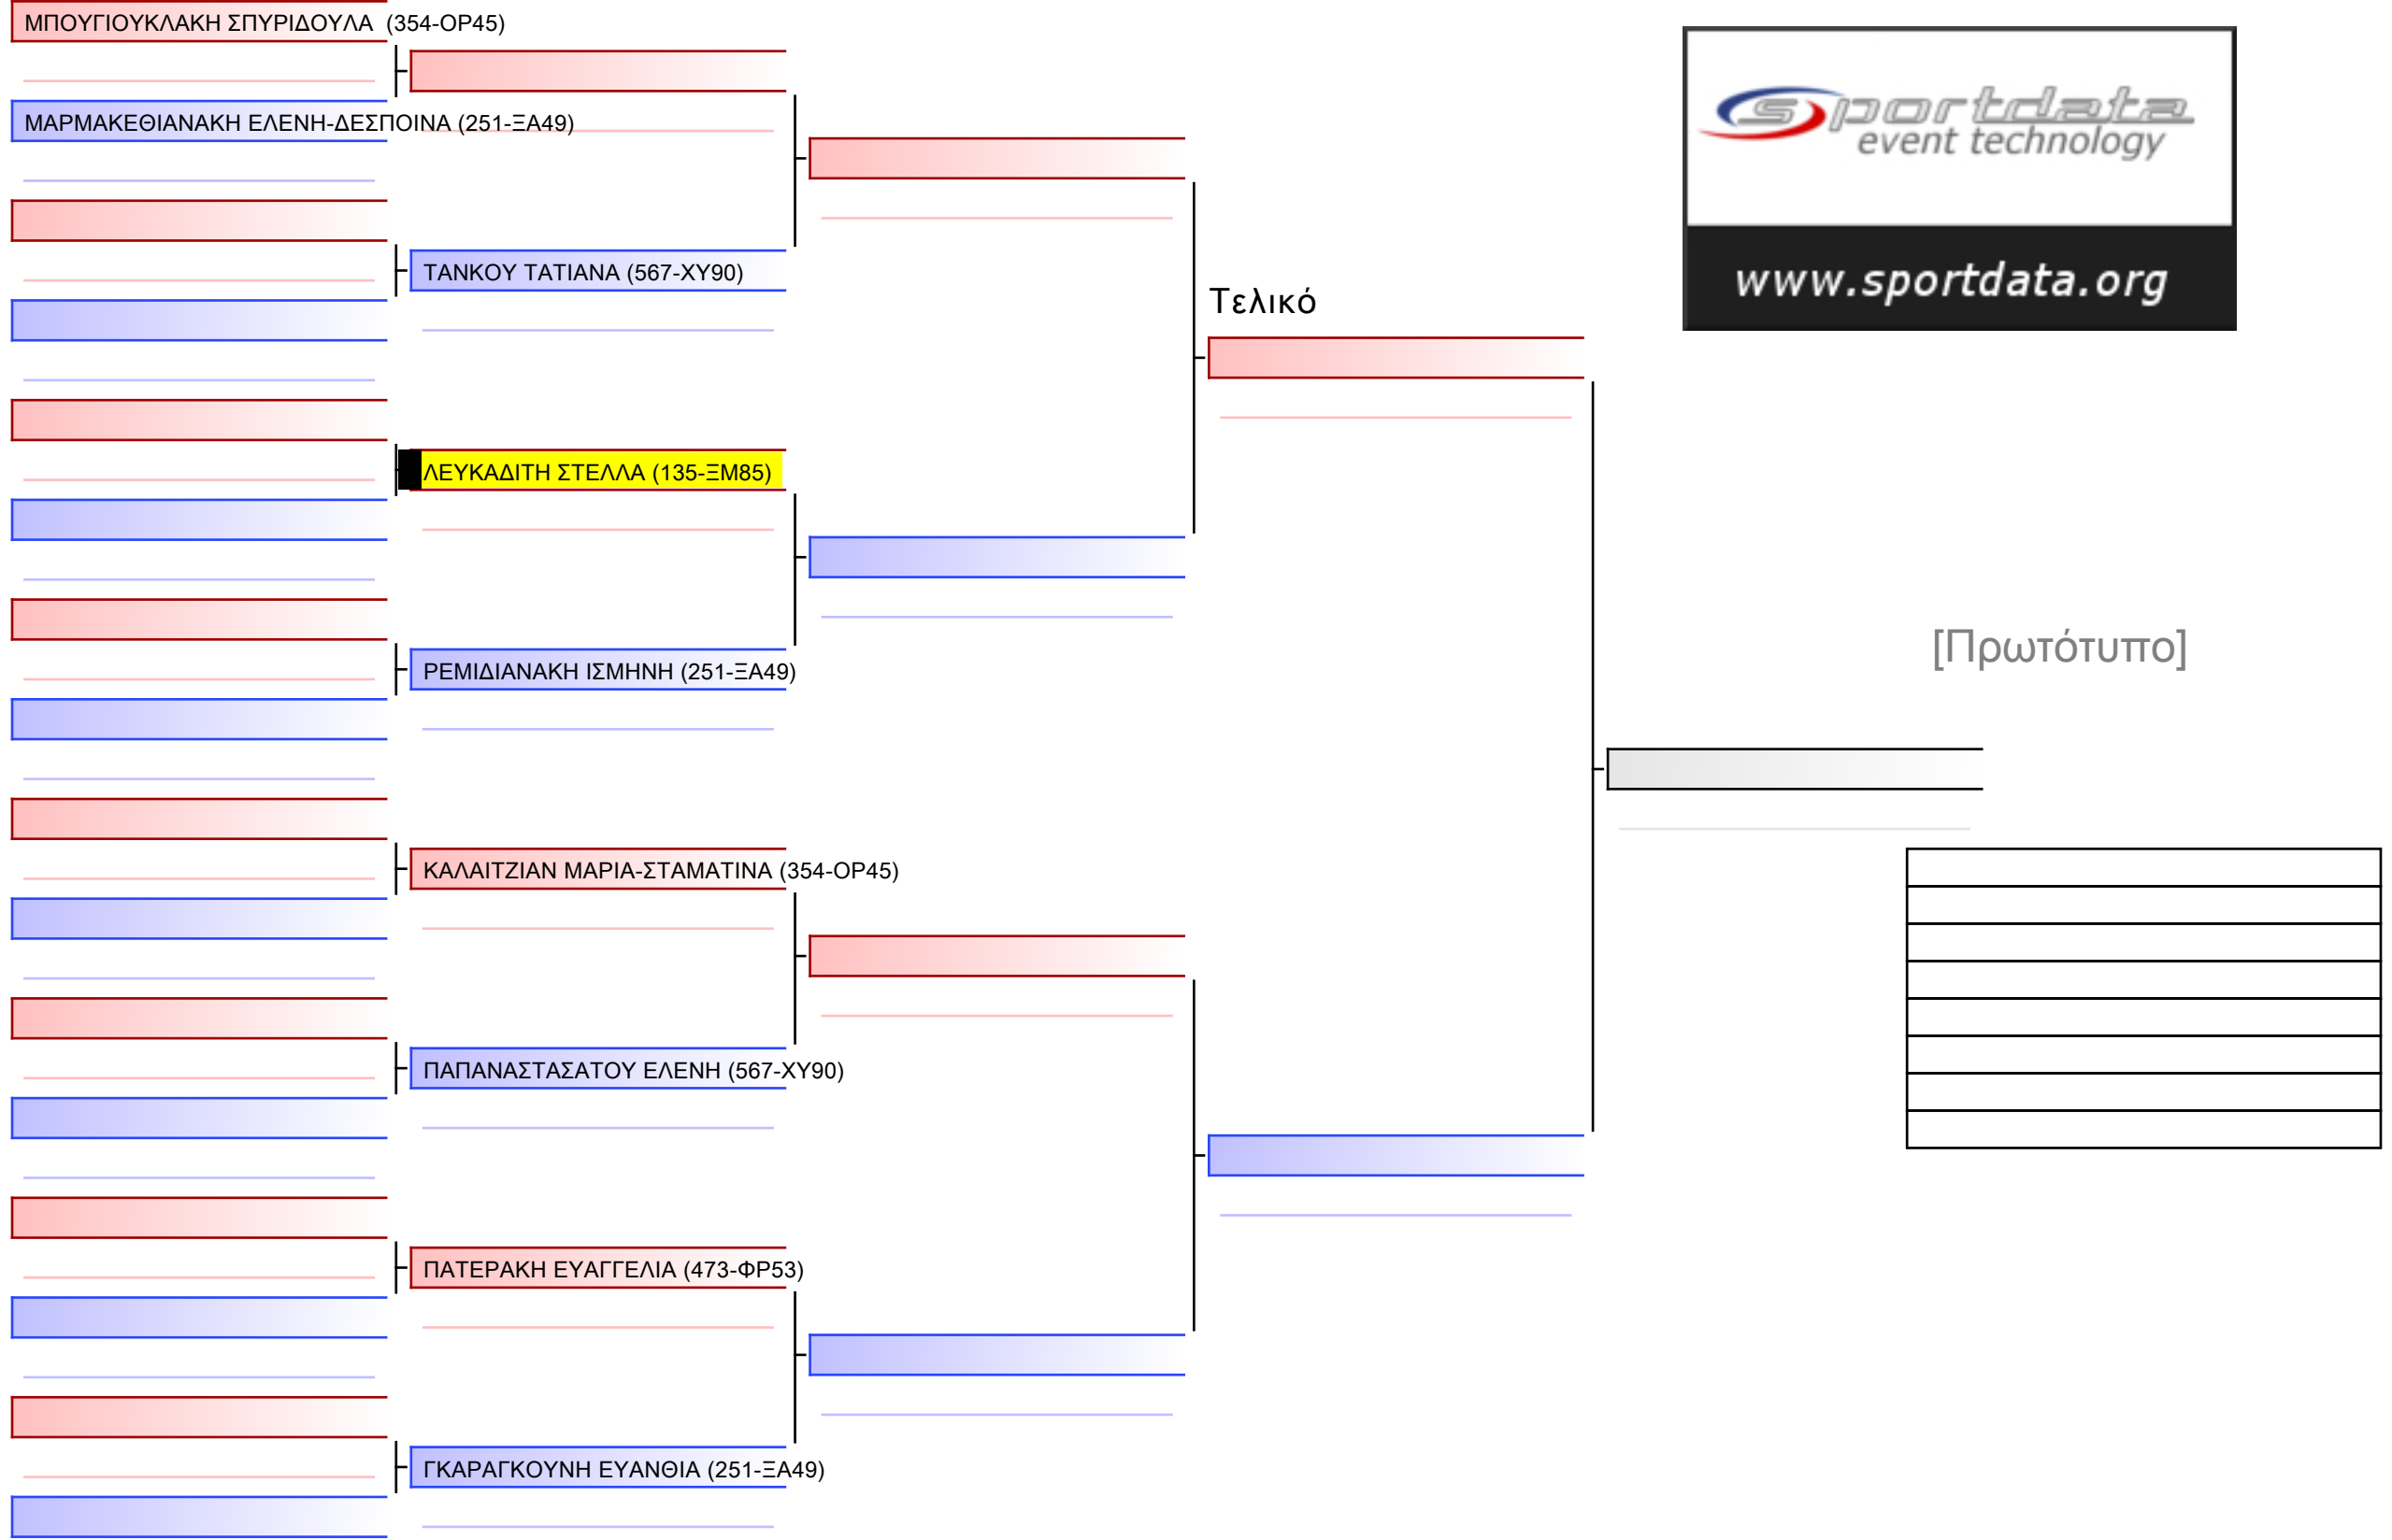 ΜΠΟΥΓΙΟΥΚΛΑΚΗ ΣΠΥΡΙΔΟΥΛΑ (354-ΟΡ45)
ΜΑΡΜΑΚΕΘΙΑΝΑΚΗ ΕΛΕΝΗ-ΔΕΣΠΟΙΝΑ (251-ΞΑ49)
sportdata
event technology
www.sportdata.org
ΤΑΝΚΟΥ ΤΑΤΙΑΝΑ (567-ΧΥ90)
Τελικό
ΛΕΥΚΑΔΙΤΗ ΣΤΕΛΛΑ (135-ΞΜ85)
[Πρωτότυπο]
ΡΕΜΙΔΙΑΝΑΚΗ ΙΣΜΗΝΗ (251-ΞΑ49)
ΚΑΛΑΙΤΖΙΑΝ ΜΑΡΙΑ-ΣΤΑΜΑΤΙΝΑ (354-ΟΡ45)
ΠΑΠΑΝΑΣΤΑΣΑΤΟΥ ΕΛΕΝΗ (567-ΧΥ90)
ΠΑΤΕΡΑΚΗ ΕΥΑΓΓΕΛΙΑ (473-ΦΡ53)
ΓΚΑΡΑΓΚΟΥΝΗ ΕΥΑΝΘΙΑ (251-ΞΑ49)